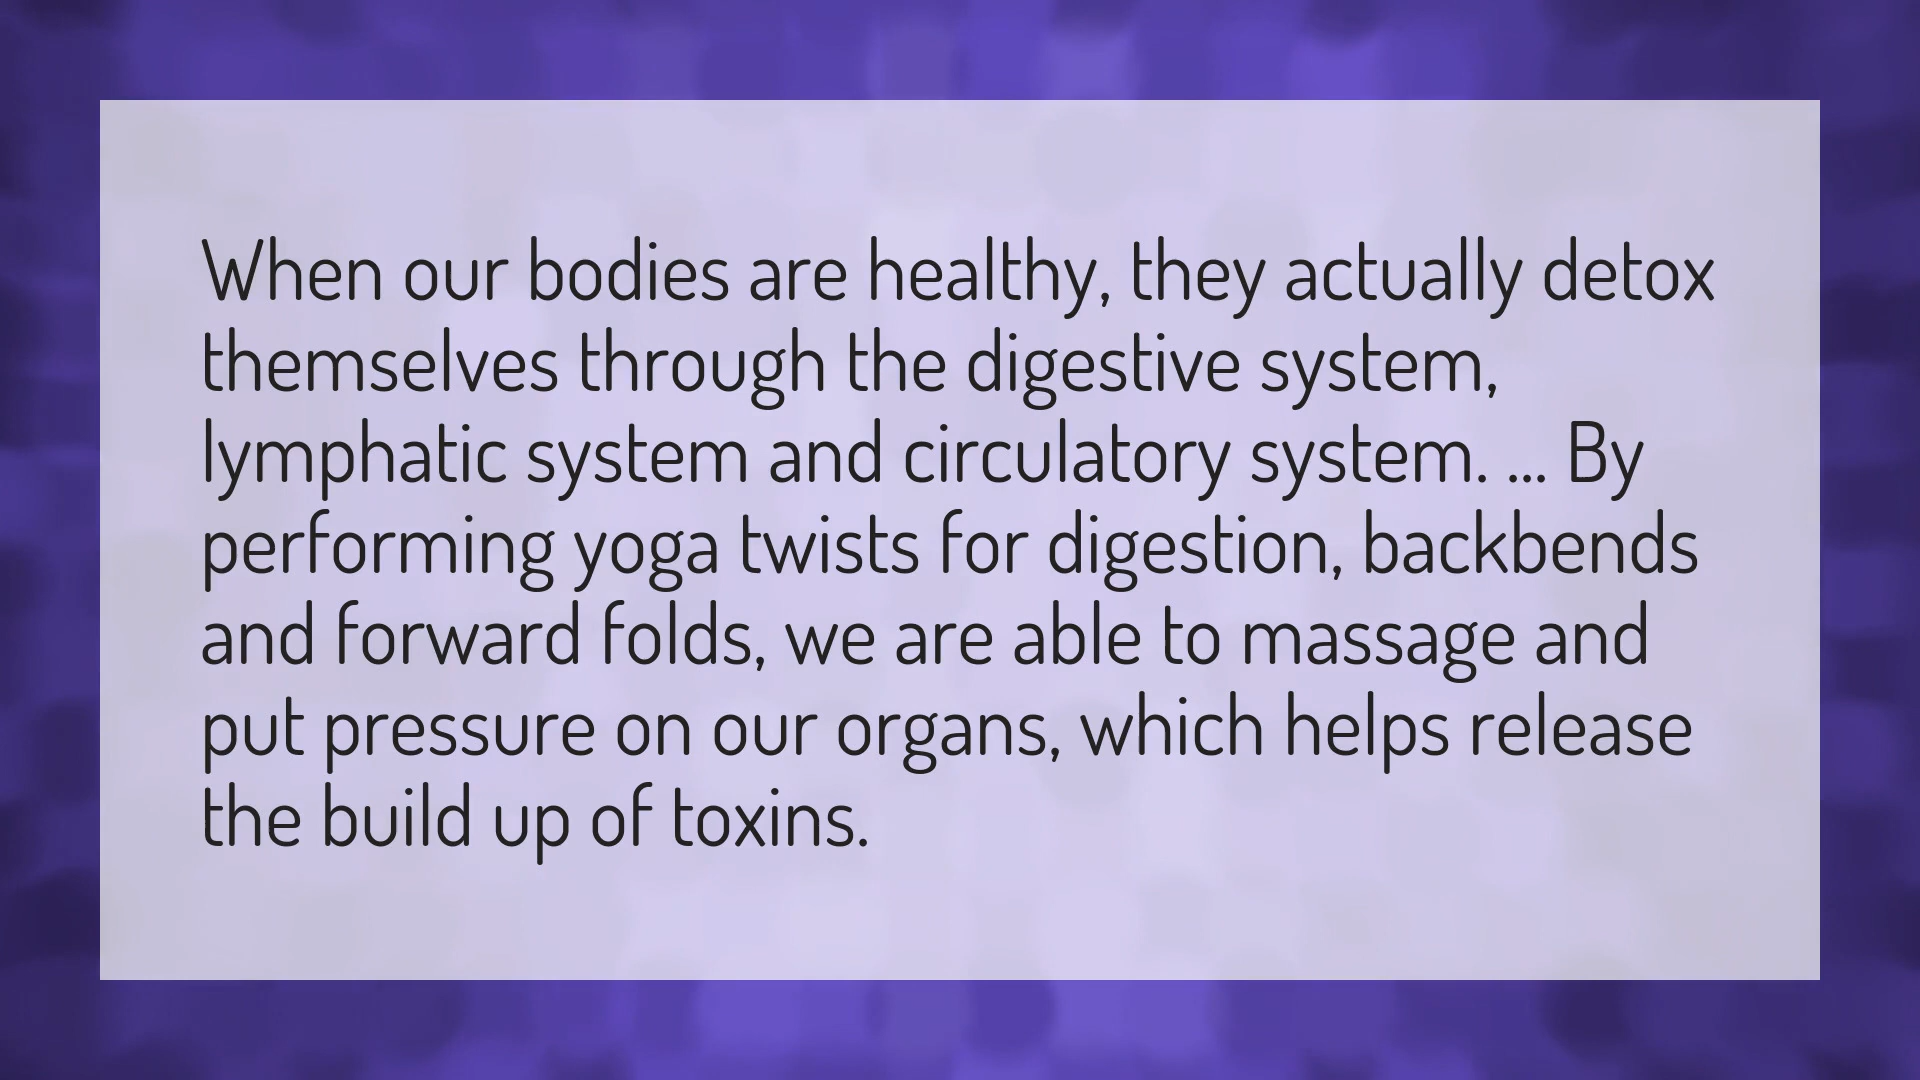 When our bodies are healthy, they actually detox
themselves through the digestive system,
lymphatic system and circulatory system. ... By
performing yoga twists for digestion, backbends
and forward folds, we are able to massage and
put pressure on our organs, which helps release
the build up of toxins.